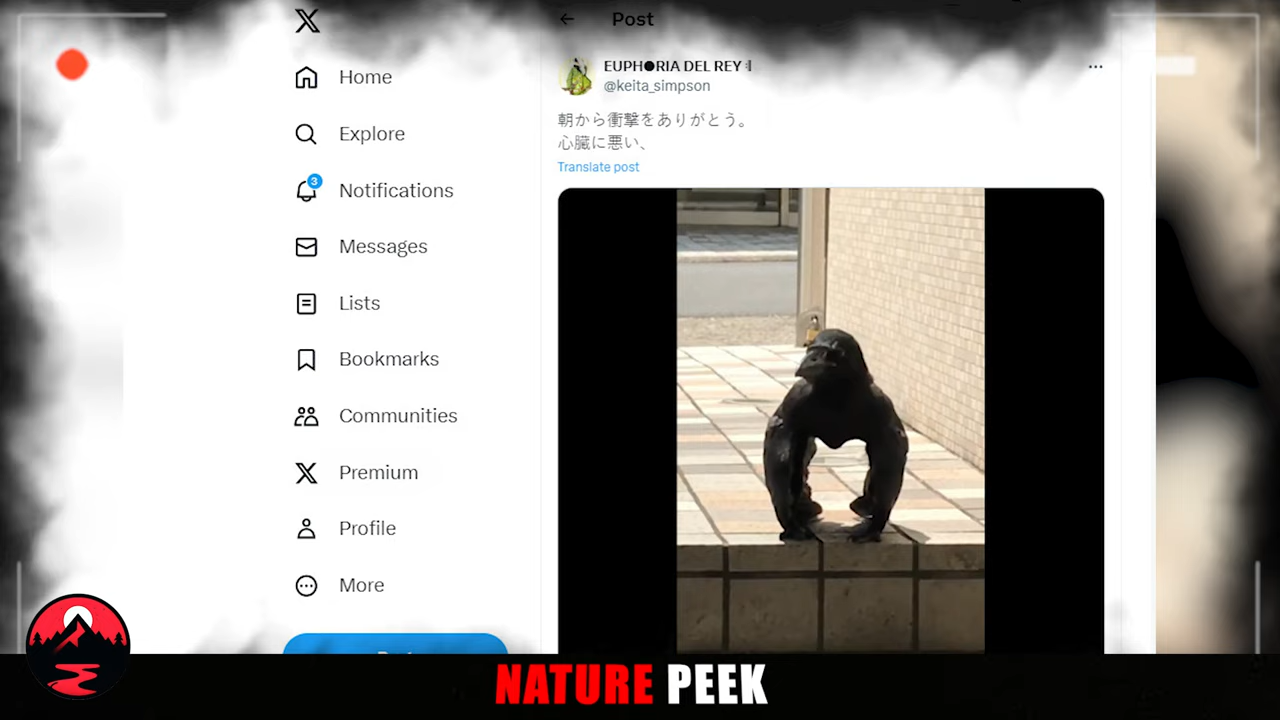 Post
EUPH●RIA DEL REY
@keita_simpson
朝から衝撃をありがとう。
心臓に悪い、
Translate post
Home
Explore
3
Notifications
Messages
Lists
Bookmarks
Communities
Premium
Profile
More
NATURE PEEK